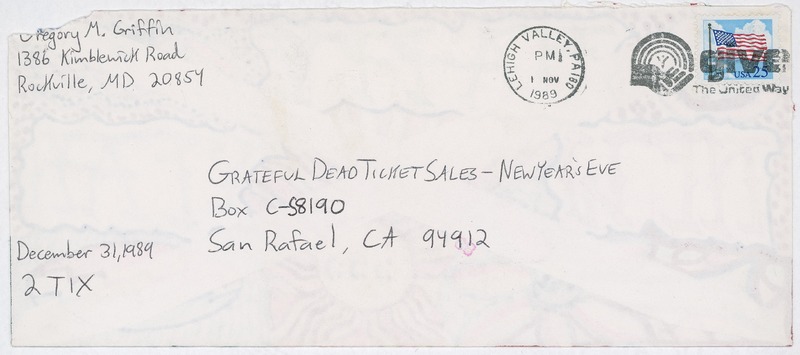 Gregory M. Griffin
1386 Kimblewick Road
Rockville, MD 20854
LEHIGH VALLEY, PA 180
PM
1 NOV
1989
GIVE
The United Way
USA 25
GRATEFUL DEAD TICKET SALES – NEW YEAR'S EVE
Box C-S8190
San Rafael, CA 94912
December 31, 1989
2 TIX